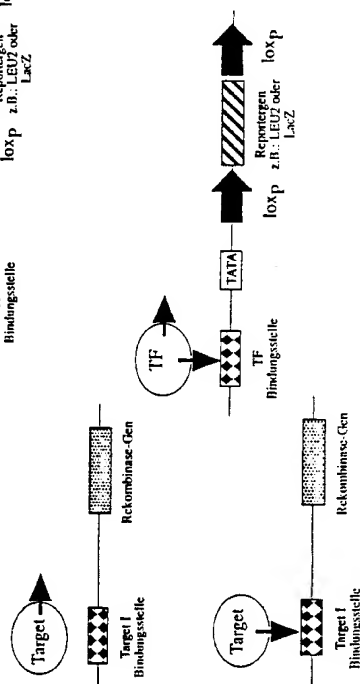 Bindungsstelle
loxp
Reportergen
z.B.: LEU2 oder
LacZ
Target
Target I
Bindungsstelle
Rekombinase-Gen
TF
TF
Bindungsstelle
TATA
loxp
Reportergen
z.B.: LEU2 oder
LacZ
loxp
Target
Target I
Bindungsstelle
Rekombinase-Gen